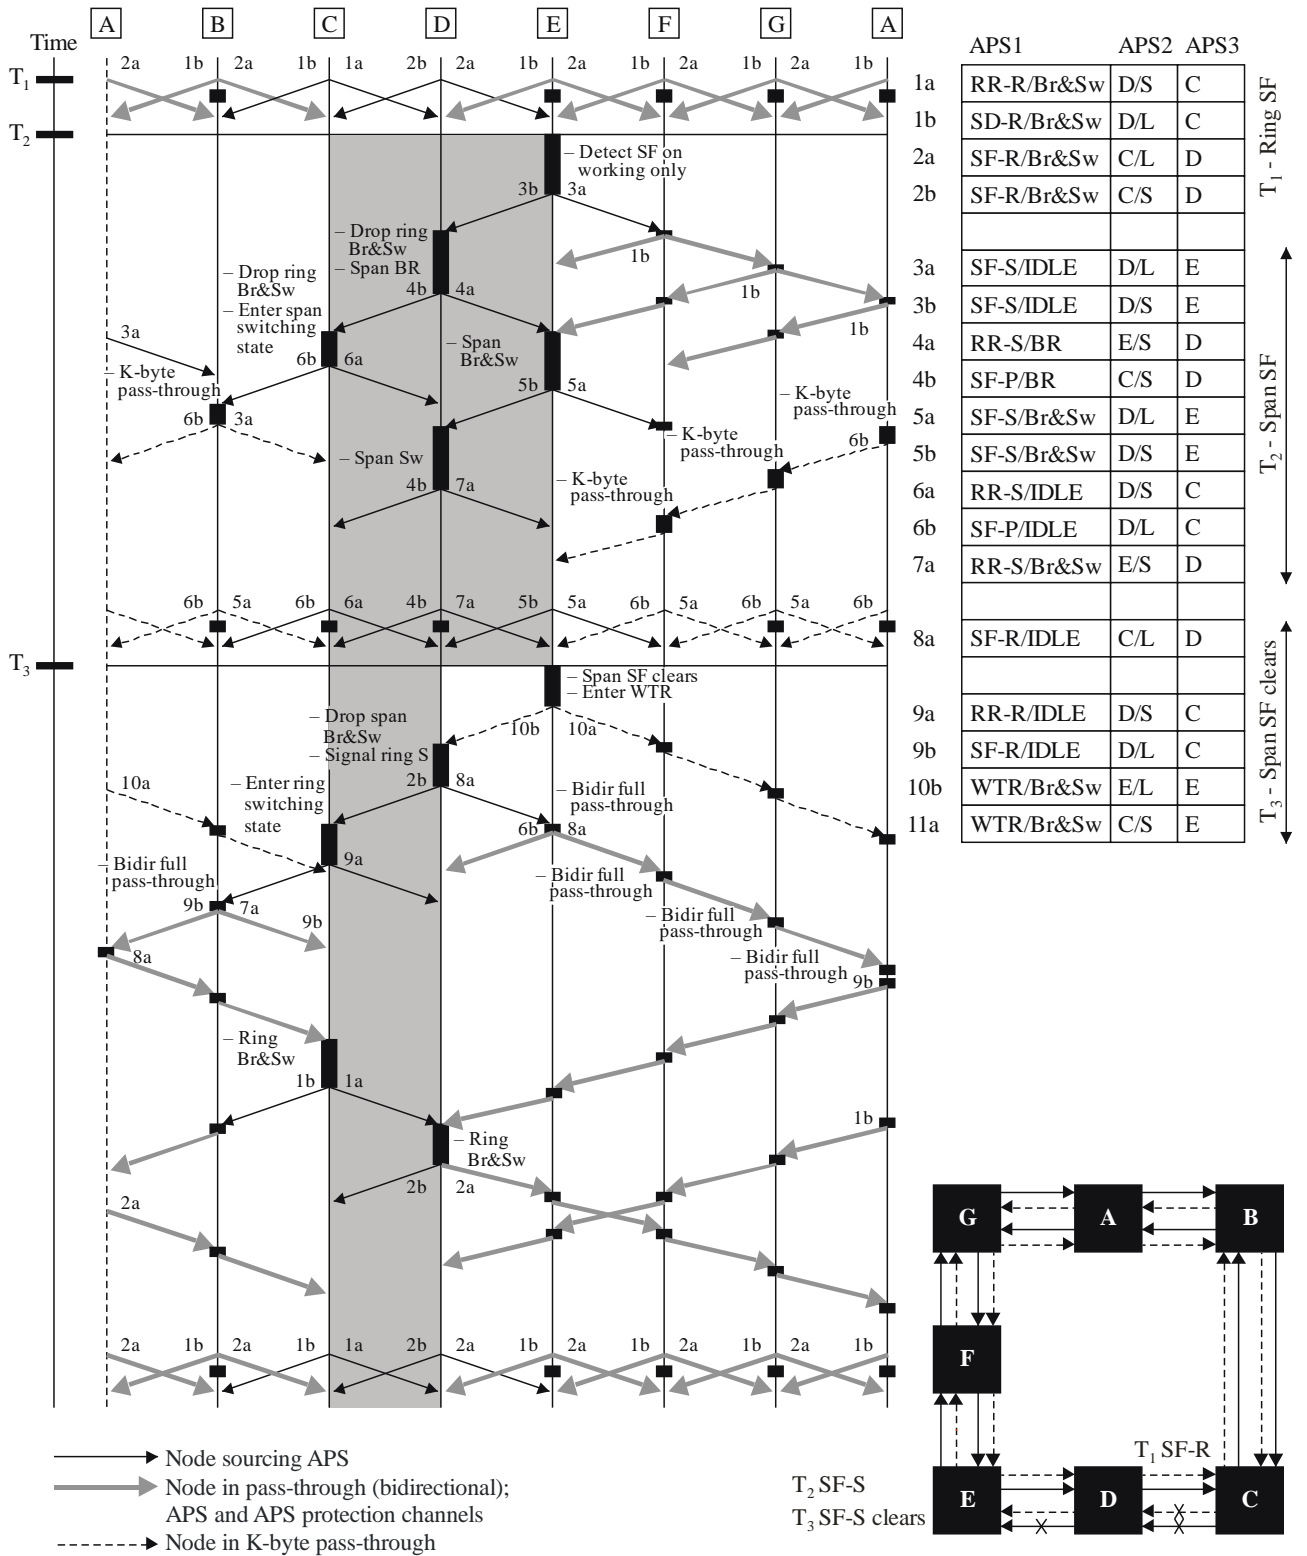 A B C D E F G A
Time
APS1 APS2 APS3
T1
2a 1b 2a 1b 1a 2b 2a 1b 2a 1b 2a 1b 2a 1b
1a RR-R/Br&Sw D/S C
1b SD-R/Br&Sw D/L C
2a SF-R/Br&Sw C/L D
2b SF-R/Br&Sw C/S D
T1 - Ring SF
3a SF-S/IDLE D/L E
3b SF-S/IDLE D/S E
4a RR-S/BR E/S D
4b SF-P/BR C/S D
5a SF-S/Br&Sw D/L E
5b SF-S/Br&Sw D/S E
6a RR-S/IDLE D/S C
6b SF-P/IDLE D/L C
7a RR-S/Br&Sw E/S D
T2 - Span SF
8a SF-R/IDLE C/L D
9a RR-R/IDLE D/S C
9b SF-R/IDLE D/L C
10b WTR/Br&Sw E/L E
11a WTR/Br&Sw C/S E
T3 - Span SF clears
T2
– Detect SF on
working only
3b 3a
– Drop ring
Br&Sw
– Span BR
1b
– Drop ring
Br&Sw
– Enter span
switching
state
4b 4a
1b
3a
1b
– Span
Br&Sw
6b 6a
– K-byte
pass-through
5b 5a
– K-byte
pass-through
6b 3a
6b
– K-byte
pass-through
– Span Sw
– K-byte
pass-through
4b 7a
6b 5a 6b 6a 4b 7a 5b 5a 6b 5a 6b 5a 6b
T3
– Span SF clears
– Enter WTR
– Drop span
Br&Sw
– Signal ring S
10b 10a
10a
– Enter ring
switching
state
2b 8a
– Bidir full
pass-through
6b 8a
– Bidir full
pass-through
9a
– Bidir full
pass-through
9b 7a
9b
– Bidir full
pass-through
8a
– Bidir full
pass-through
9b
– Ring
Br&Sw
1b 1a
1b
– Ring
Br&Sw
2b 2a
2a
2a 1b 2a 1b 1a 2b 2a 1b 2a 1b 2a 1b 2a 1b
G A B
F
T1 SF-R
E D C
T2 SF-S
T3 SF-S clears
Node sourcing APS
Node in pass-through (bidirectional);
APS and APS protection channels
Node in K-byte pass-through